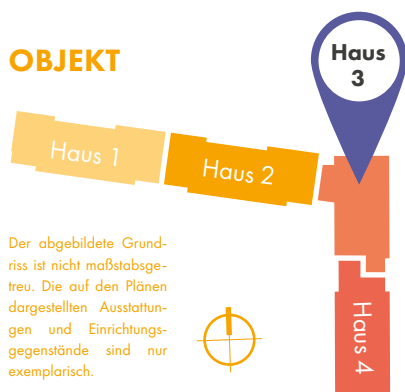 OBJEKT
Haus
3
Haus 1
Haus 2
Haus 4
Der abgebildete Grund-
riss ist nicht maßstabsge-
treu. Die auf den Plänen
dargestellten Ausstattun-
gen und Einrichtungs-
gegenstände sind nur
exemplarisch.